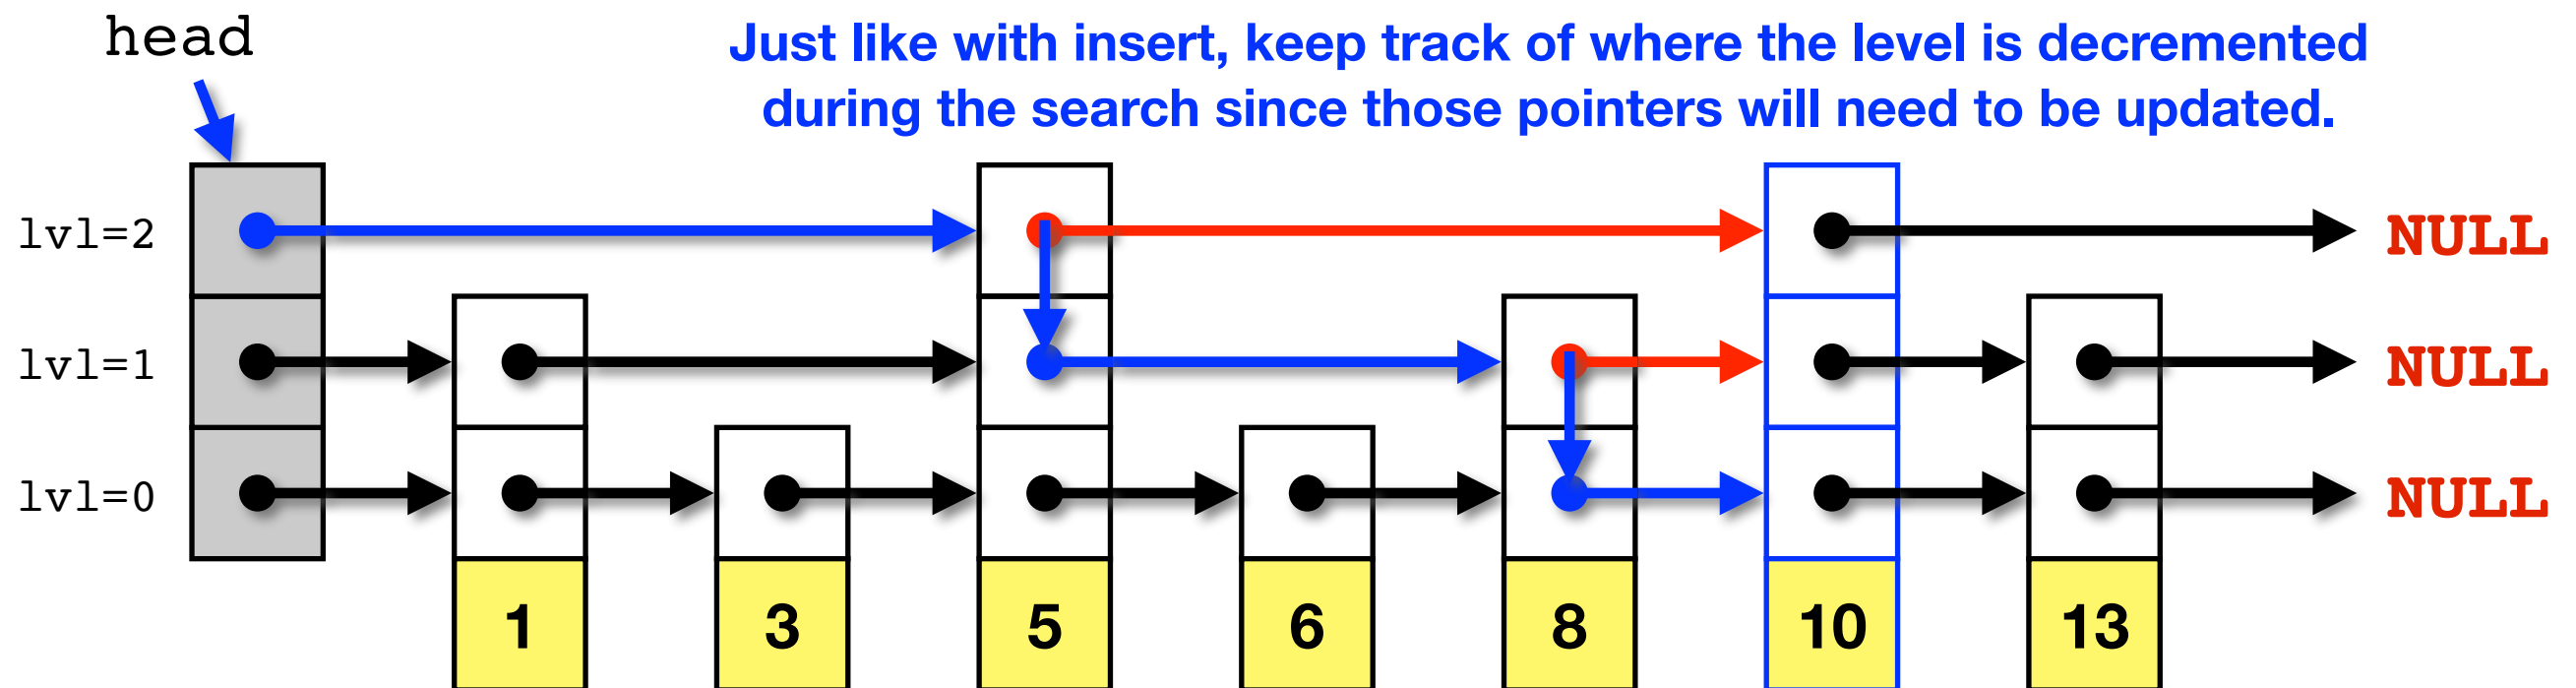 head
Just like with insert, keep track of where the level is decremented
during the search since those pointers will need to be updated.
lvl=2 NULL
lvl=1 NULL
lvl=0 NULL
1 3 5 6 8 10 13